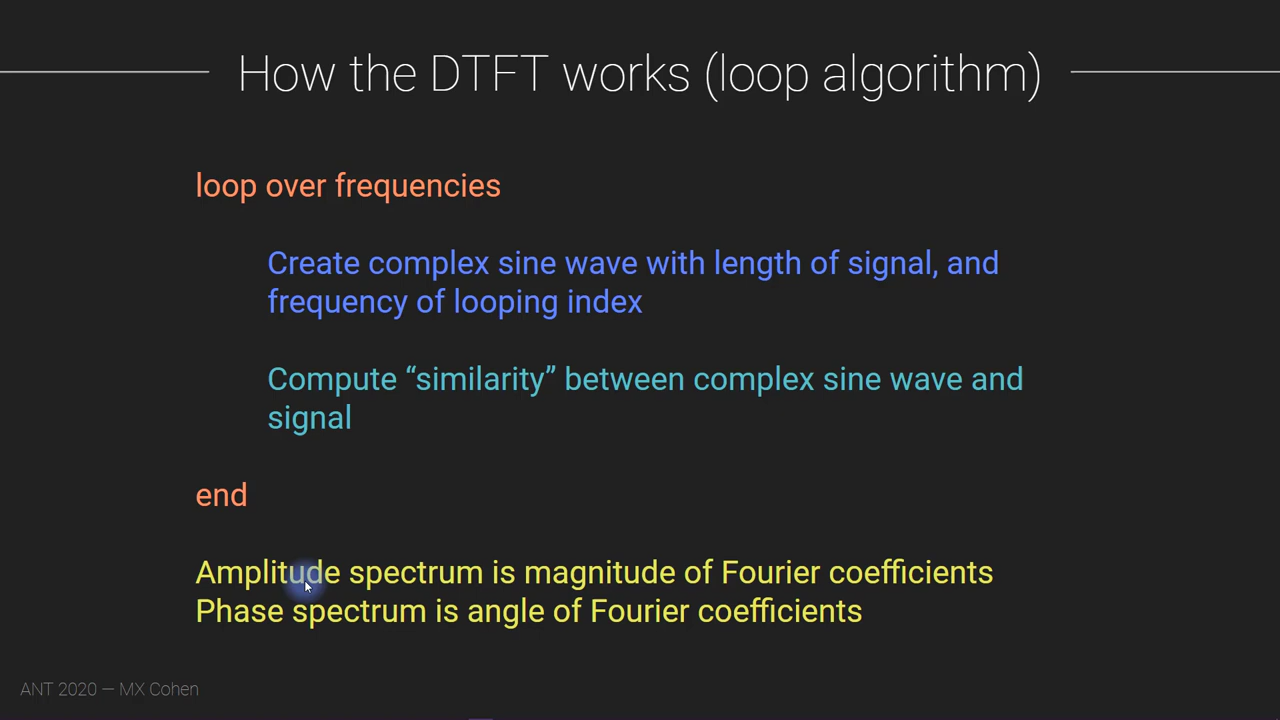 How the DTFT works (loop algorithm)
loop over frequencies
Create complex sine wave with length of signal, and
frequency of looping index
Compute “similarity” between complex sine wave and
signal
end
Amplitude spectrum is magnitude of Fourier coefficients
Phase spectrum is angle of Fourier coefficients
ANT 2020 — MX Cohen